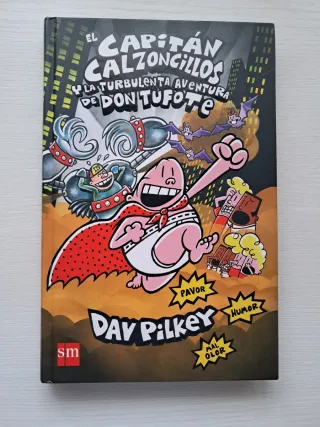 EL
CAPITÁN
CALZONCILLOS
Y LA TURBULENTA AVENTURA
DE DON TUFOTE
PAVOR
HUMOR
DAV PILKEY
MAL
OLOR
sm